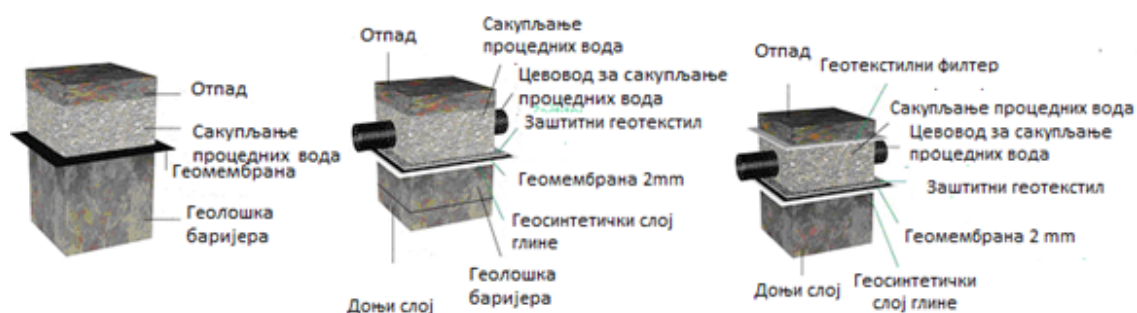 Отпад
Сакупљање
процедних вода
Геомембрана
Геолошка
баријера
Отпад
Сакупљање
процедних вода
Цевовод за сакупљање
процедних вода
Заштитни геотекстил
Геомембрана 2mm
Геосинтетички слој
глине
Геолошка
баријера
Доњи слој
Отпад
Геотекстилни филтер
Сакупљање процедних вода
Цевовод за сакупљање
процедних вода
Заштитни геотекстил
Геомембрана 2 mm
Геосинтетички
слој глине
Доњи слој